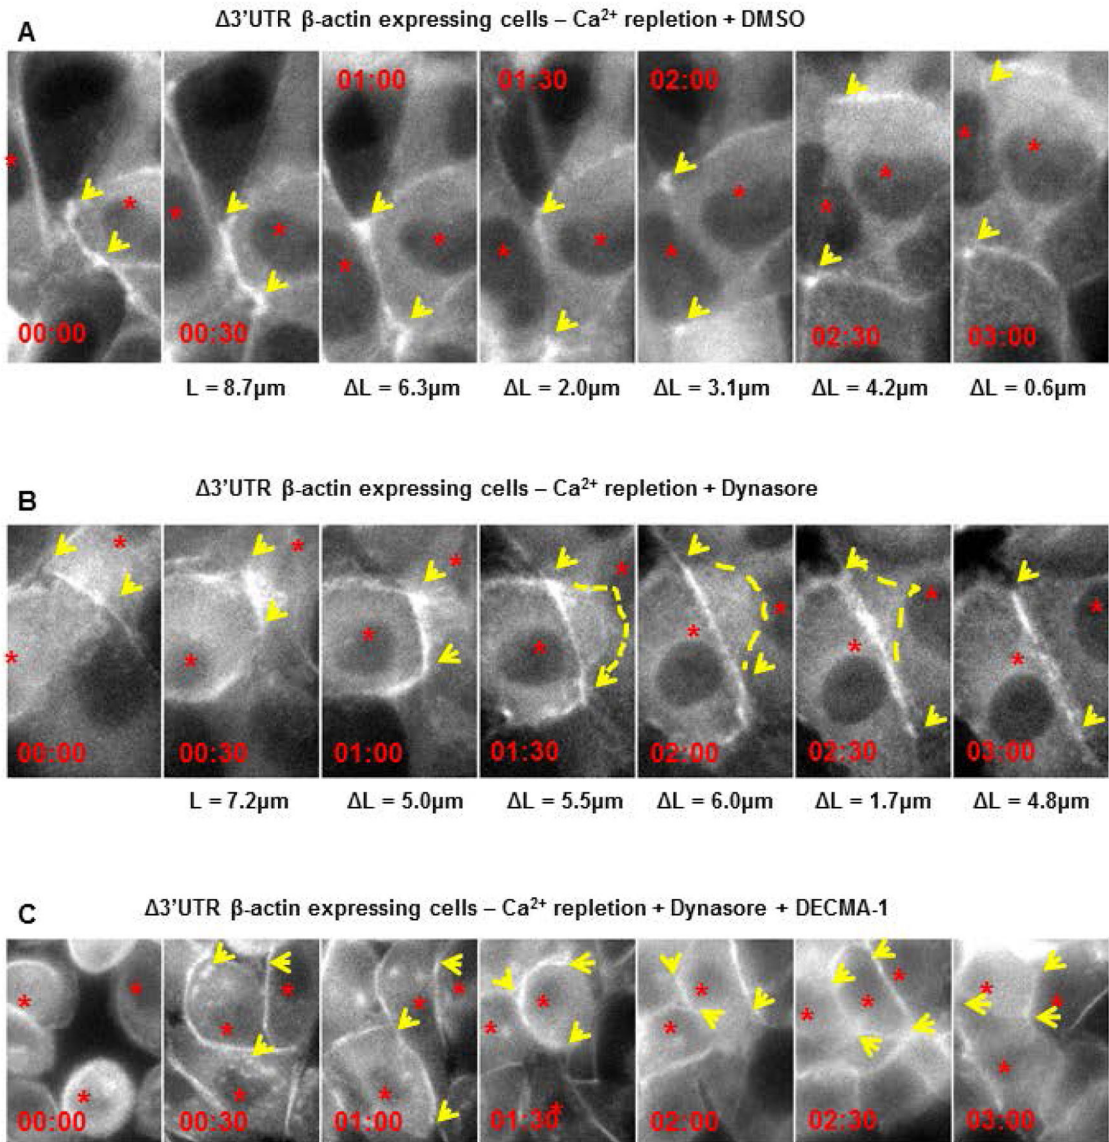 A
Δ3'UTR β-actin expressing cells – Ca²⁺ repletion + DMSO
00:00 00:30 01:00 01:30 02:00 02:30 03:00
L = 8.7µm ΔL = 6.3µm ΔL = 2.0µm ΔL = 3.1µm ΔL = 4.2µm ΔL = 0.6µm
B
Δ3'UTR β-actin expressing cells – Ca²⁺ repletion + Dynasore
00:00 00:30 01:00 01:30 02:00 02:30 03:00
L = 7.2µm ΔL = 5.0µm ΔL = 5.5µm ΔL = 6.0µm ΔL = 1.7µm ΔL = 4.8µm
C
Δ3'UTR β-actin expressing cells – Ca²⁺ repletion + Dynasore + DECMA-1
00:00 00:30 01:00 01:30 02:00 02:30 03:00